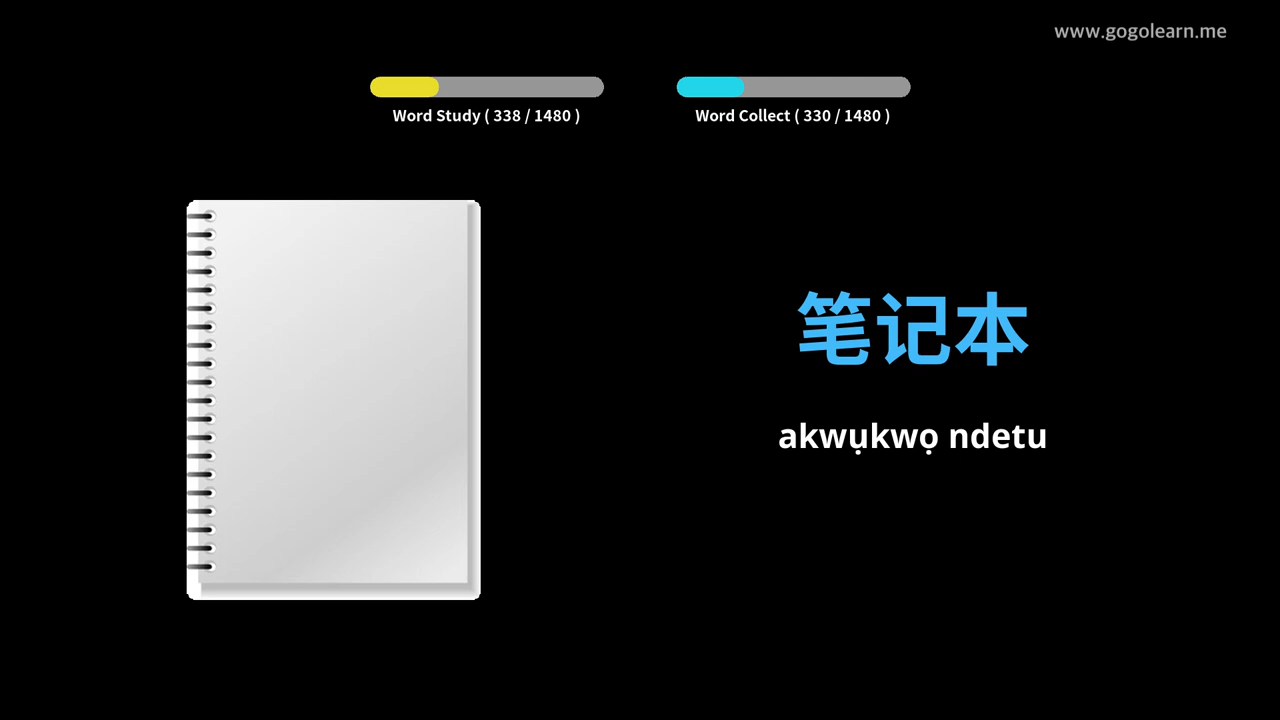 www.gogolearn.me
Word Study ( 338 / 1480 )
Word Collect ( 330 / 1480 )
笔记本
akwụkwọ ndetu